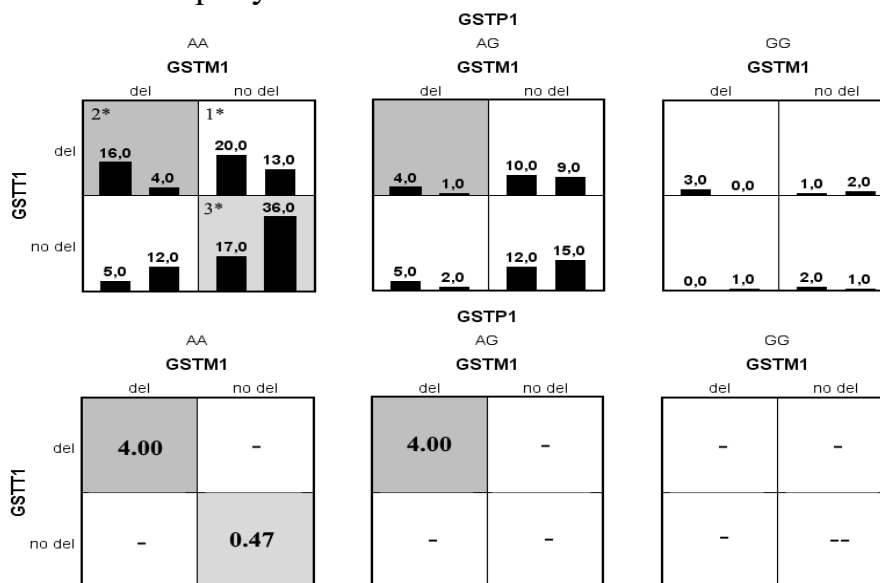 GSTP1
AA AG GG
GSTM1 GSTM1 GSTM1
del no del del no del del no del
2* 1*
del 16,0 4,0 20,0 13,0 4,0 1,0 10,0 9,0 3,0 0,0 1,0 2,0
GSTT1
3*
no del 5,0 12,0 17,0 36,0 5,0 2,0 12,0 15,0 0,0 1,0 2,0 1,0
GSTP1
AA AG GG
GSTM1 GSTM1 GSTM1
del no del del no del del no del
del 4.00 - 4.00 - - -
GSTT1
no del - 0.47 - - - --